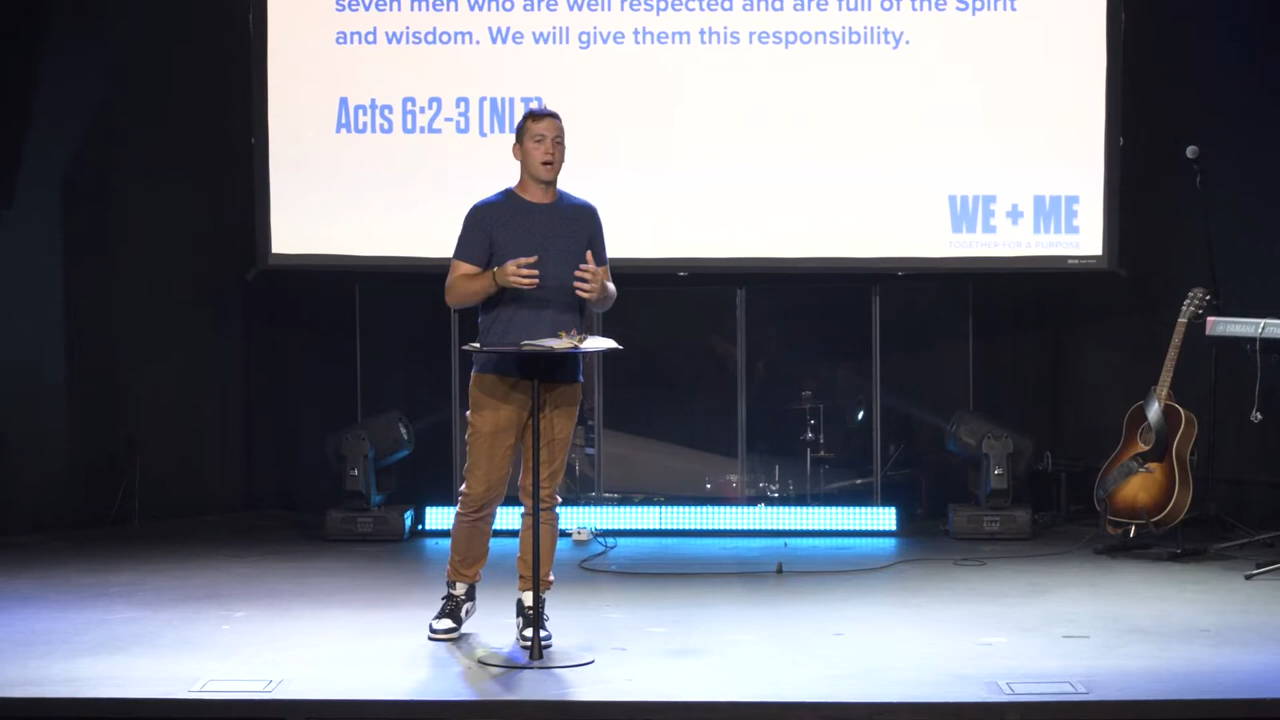 seven men who are well respected and are full of the Spirit
and wisdom. We will give them this responsibility.
Acts 6:2-3 (NLT)
WE + ME
TOGETHER FOR A PURPOSE
YAMAHA